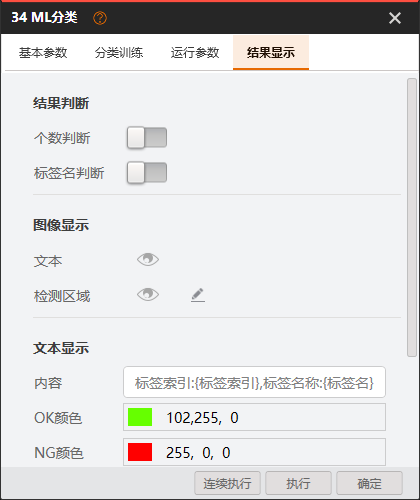 34 ML分类
基本参数 分类训练 运行参数 结果显示
结果判断
个数判断
标签名判断
图像显示
文本
检测区域
文本显示
内容 标签索引:{标签索引},标签名称:{标签名}
OK颜色 102,255, 0
NG颜色 255, 0, 0
连续执行 执行 确定